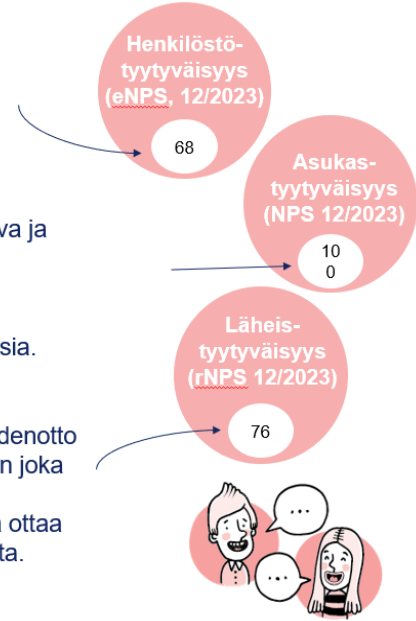 Henkilöstö-
tyytyväisyys
(eNPS, 12/2023)
68
Asukas-
tyytyväisyys
(NPS 12/2023)
10
0
va ja
sia.
Läheis-
tyytyväisyys
(rNPS 12/2023)
76
denotto
n joka
ottaa
ta.
...
...